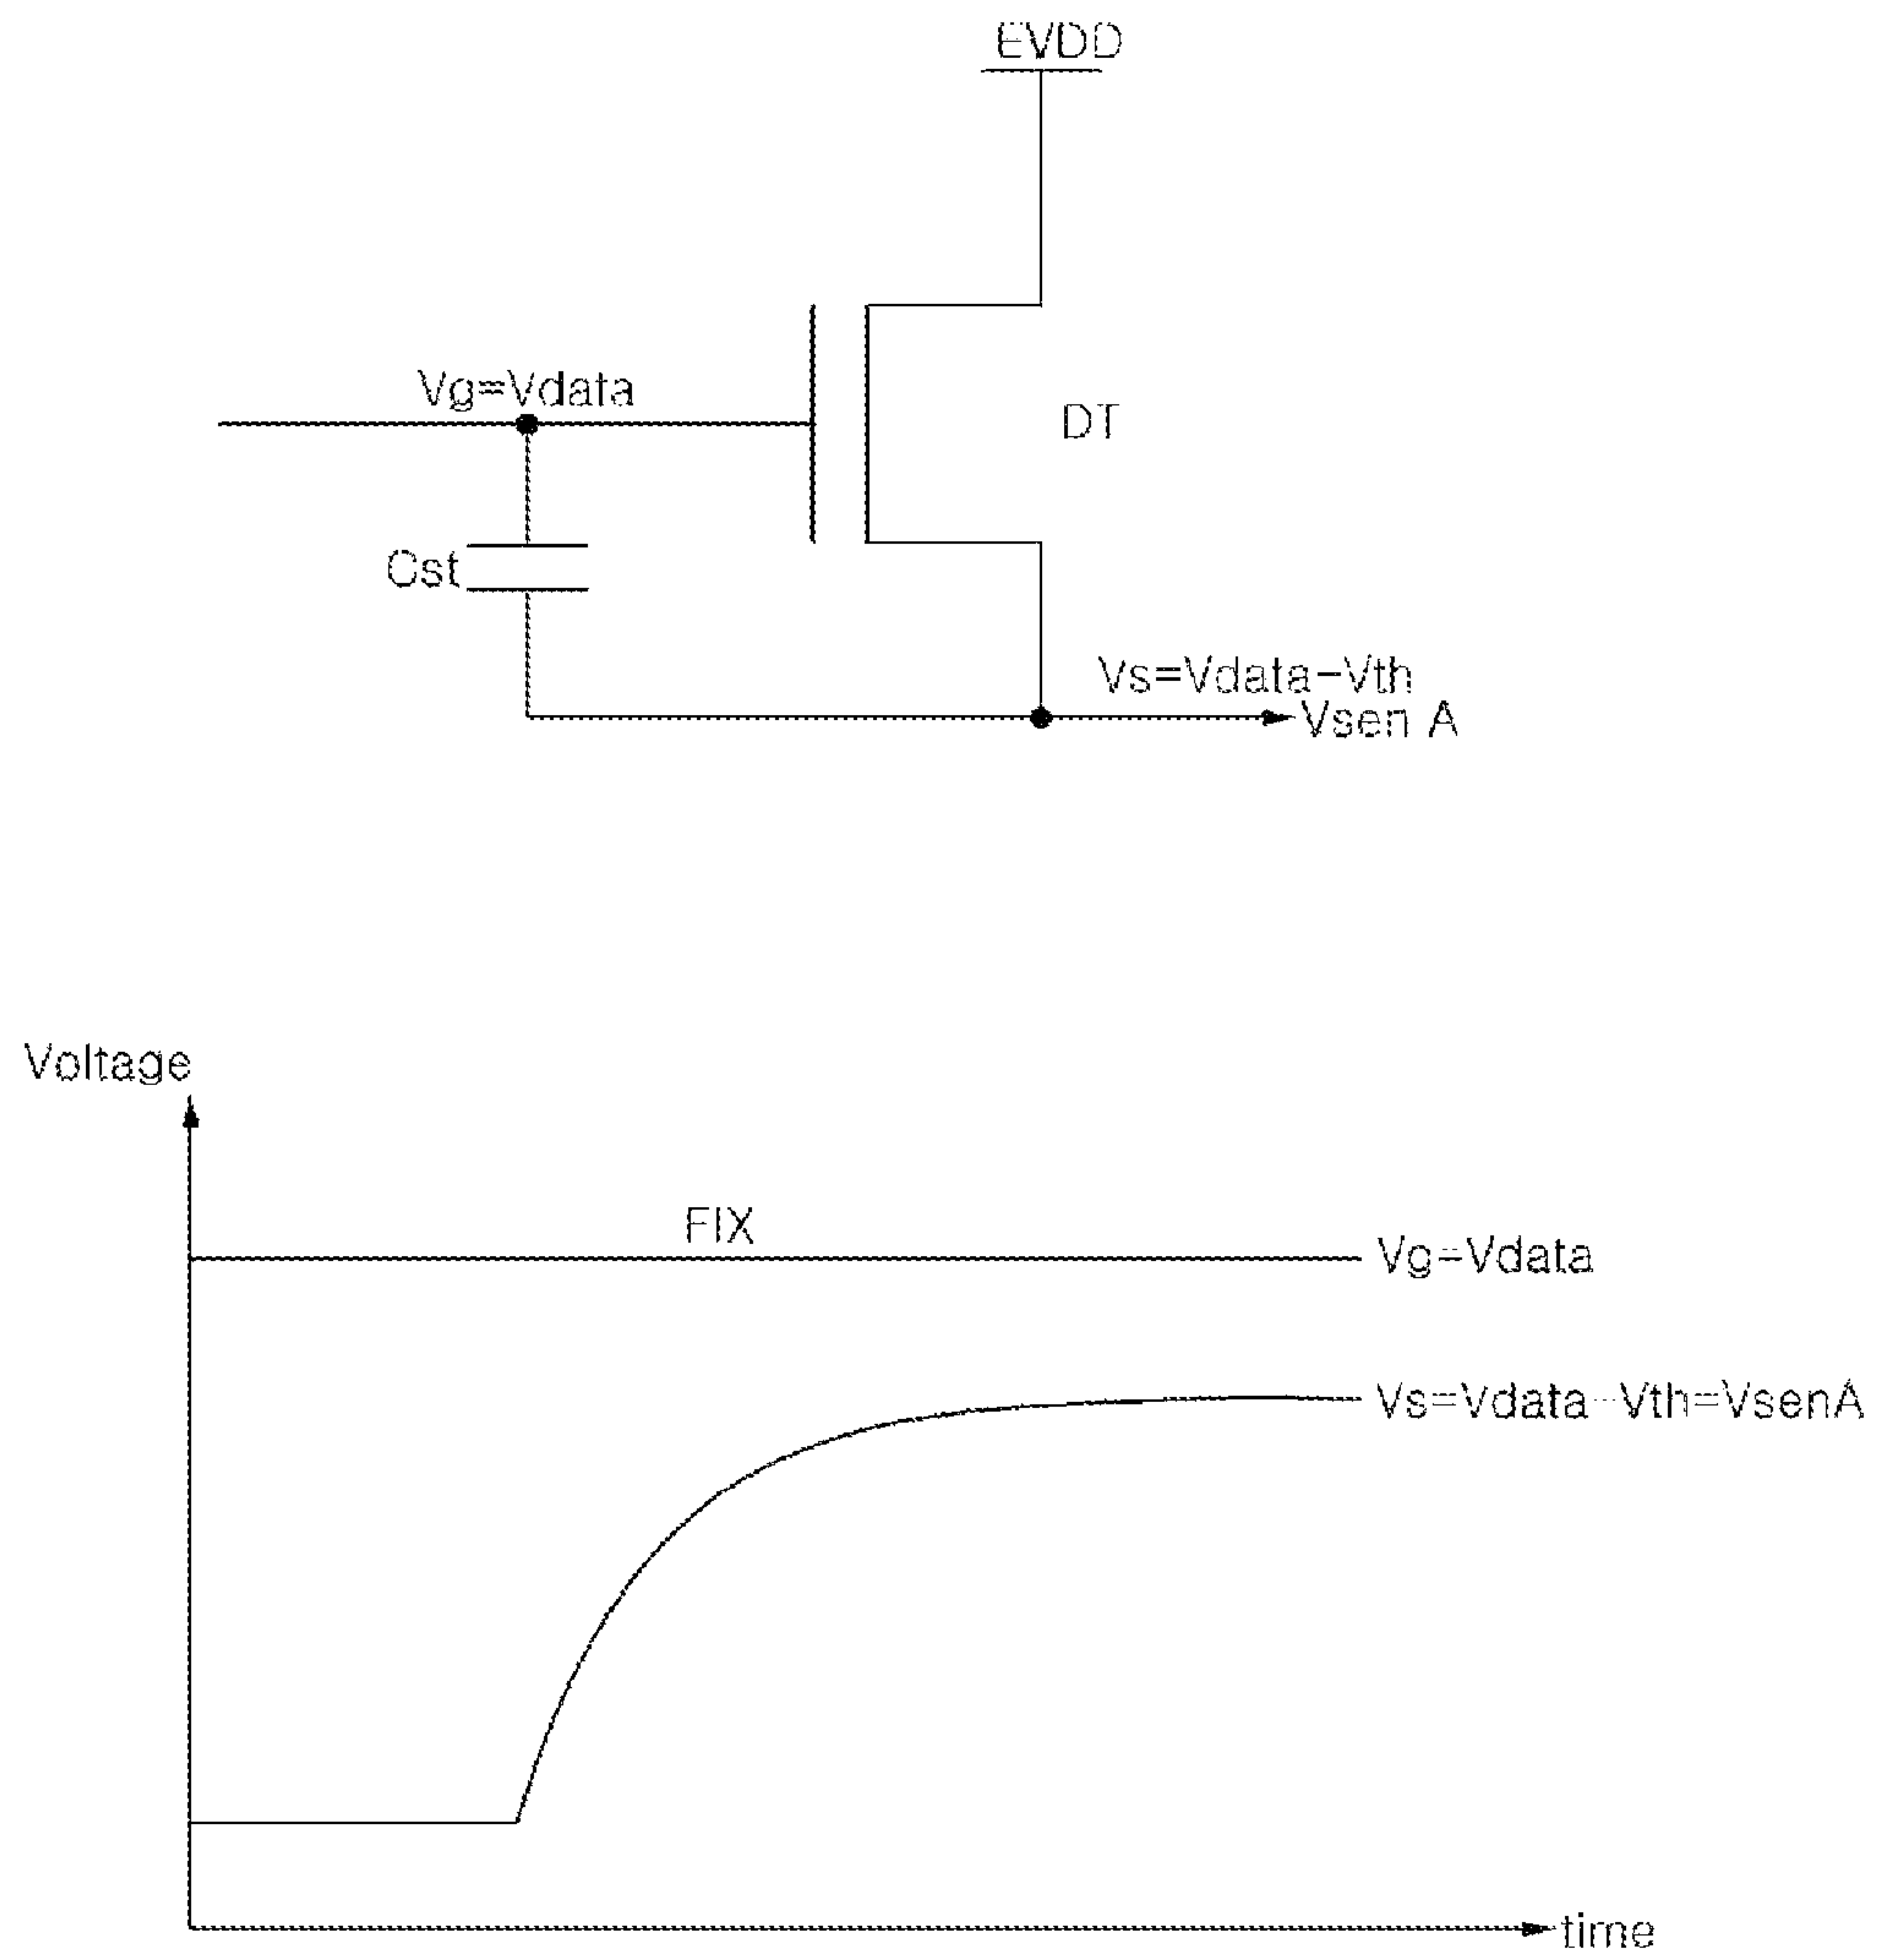 EVDD
Vg=Vdata
DT
Cst
Vs=Vdata-Vth
Vsen A
Voltage
FIX
Vg=Vdata
Vs=Vdata-Vth=VsenA
time